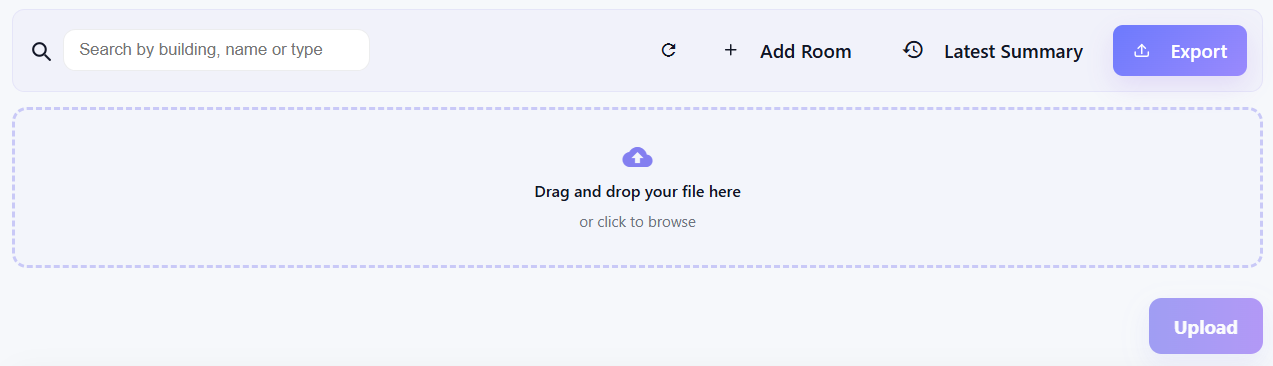 Search by building, name or type
Add Room
Latest Summary
Export
Drag and drop your file here
or click to browse
Upload